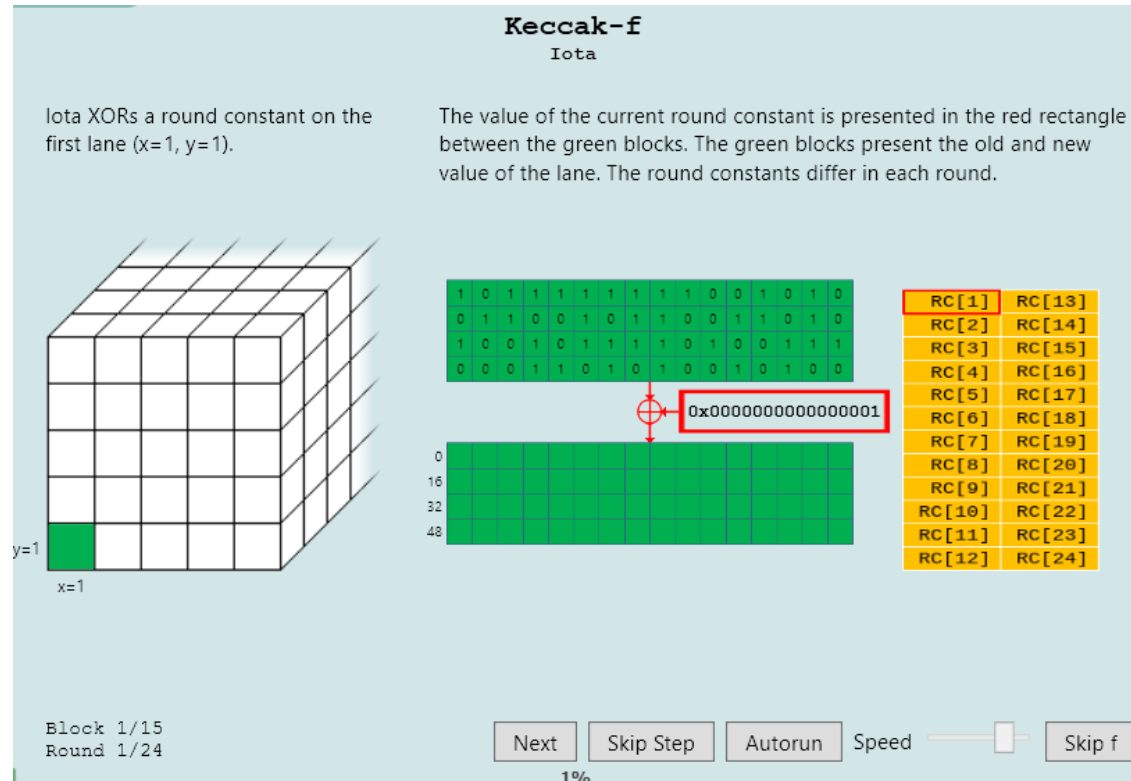 Keccak-f
Iota
Iota XORs a round constant on the
first lane (x=1, y=1).
The value of the current round constant is presented in the red rectangle
between the green blocks. The green blocks present the old and new
value of the lane. The round constants differ in each round.
1 0 1 1 1 1 1 1 1 1 0 0 1 0 1 0
0 1 1 0 0 1 0 1 1 0 0 1 1 0 1 0
1 0 0 1 0 1 1 1 0 1 0 0 1 0 1 1
0 0 0 1 1 0 1 0 1 0 0 1 0 1 0 0
0x0000000000000001
0
16
32
48
y=1
x=1
RC[1] RC[13]
RC[2] RC[14]
RC[3] RC[15]
RC[4] RC[16]
RC[5] RC[17]
RC[6] RC[18]
RC[7] RC[19]
RC[8] RC[20]
RC[9] RC[21]
RC[10] RC[22]
RC[11] RC[23]
RC[12] RC[24]
Block 1/15
Round 1/24
Next Skip Step Autorun Speed Skip f
1%